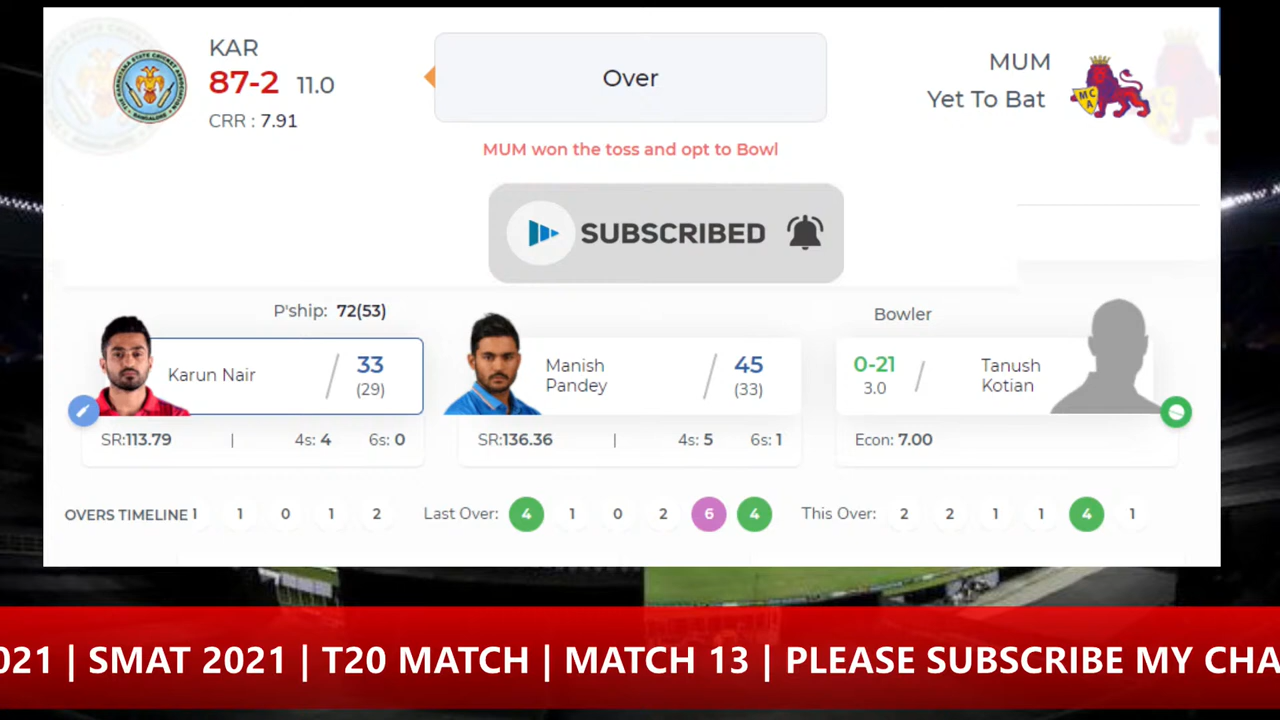 KAR
87-2 11.0
CRR : 7.91
Over
MUM won the toss and opt to Bowl
MUM
Yet To Bat
MCA
SUBSCRIBED
P'ship: 72(53)
Karun Nair / 33
(29)
SR:113.79 | 4s: 4 6s: 0
Manish
Pandey / 45
(33)
SR:136.36 | 4s: 5 6s: 1
Bowler
0-21 / Tanush
3.0 Kotian
Econ: 7.00
OVERS TIMELINE 1 1 0 1 2 Last Over: 4 1 0 2 6 4 This Over: 2 2 1 1 4 1
021 | SMAT 2021 | T20 MATCH | MATCH 13 | PLEASE SUBSCRIBE MY CHA